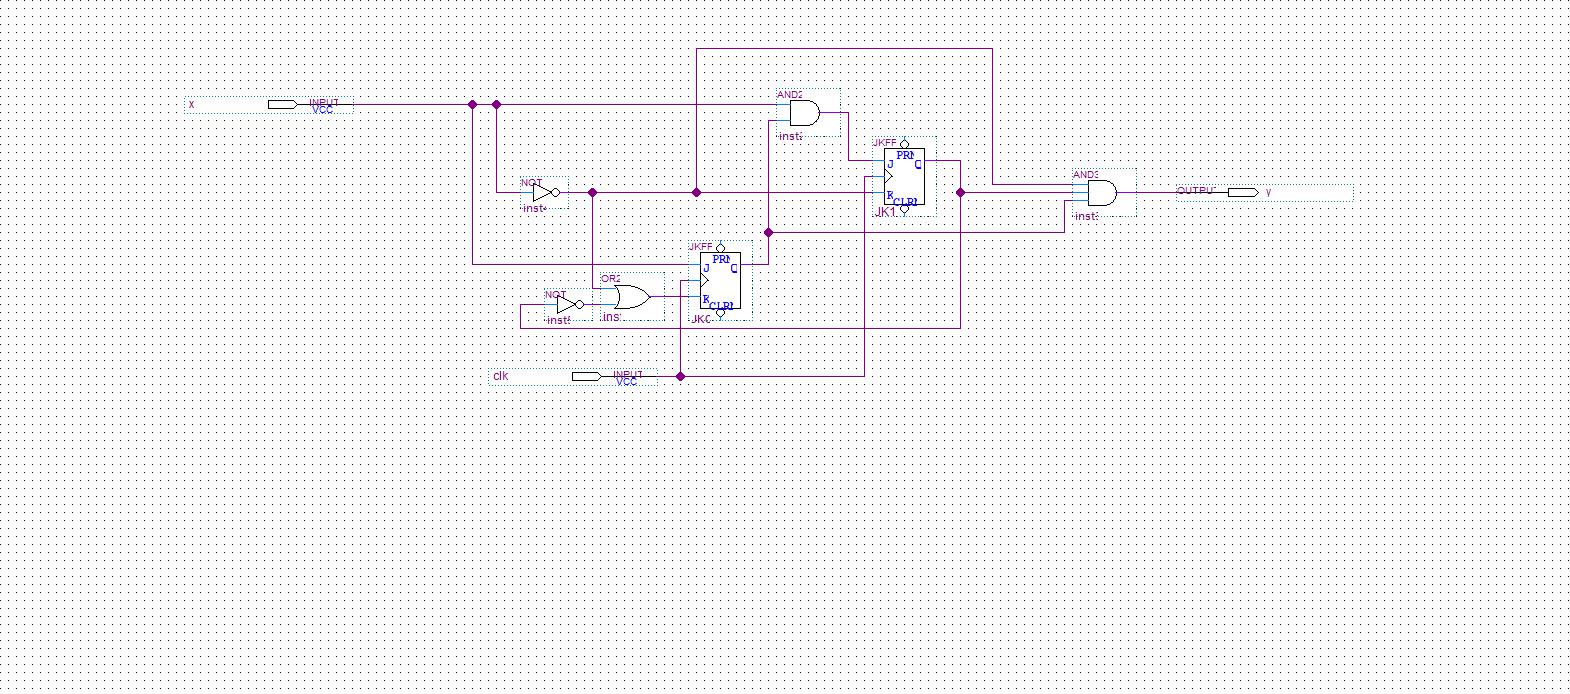 x
INPUT
VCC
AND2
inst
JKFF
PRN
J
Q
K
CLRN
JK1
NOT
inst
AND3
inst
OUTPUT
y
JKFF
PRN
J
Q
K
CLRN
JK0
OR2
ins
NOT
inst
clk
INPUT
VCC